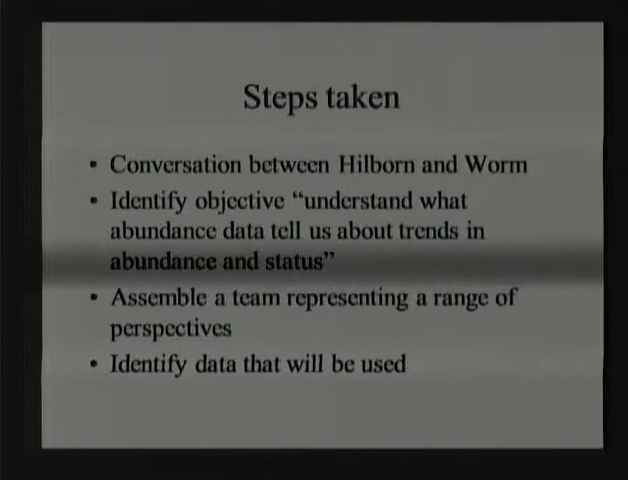 Steps taken
• Conversation between Hilborn and Worm
• Identify objective “understand what
abundance data tell us about trends in
abundance and status”
• Assemble a team representing a range of
perspectives
• Identify data that will be used